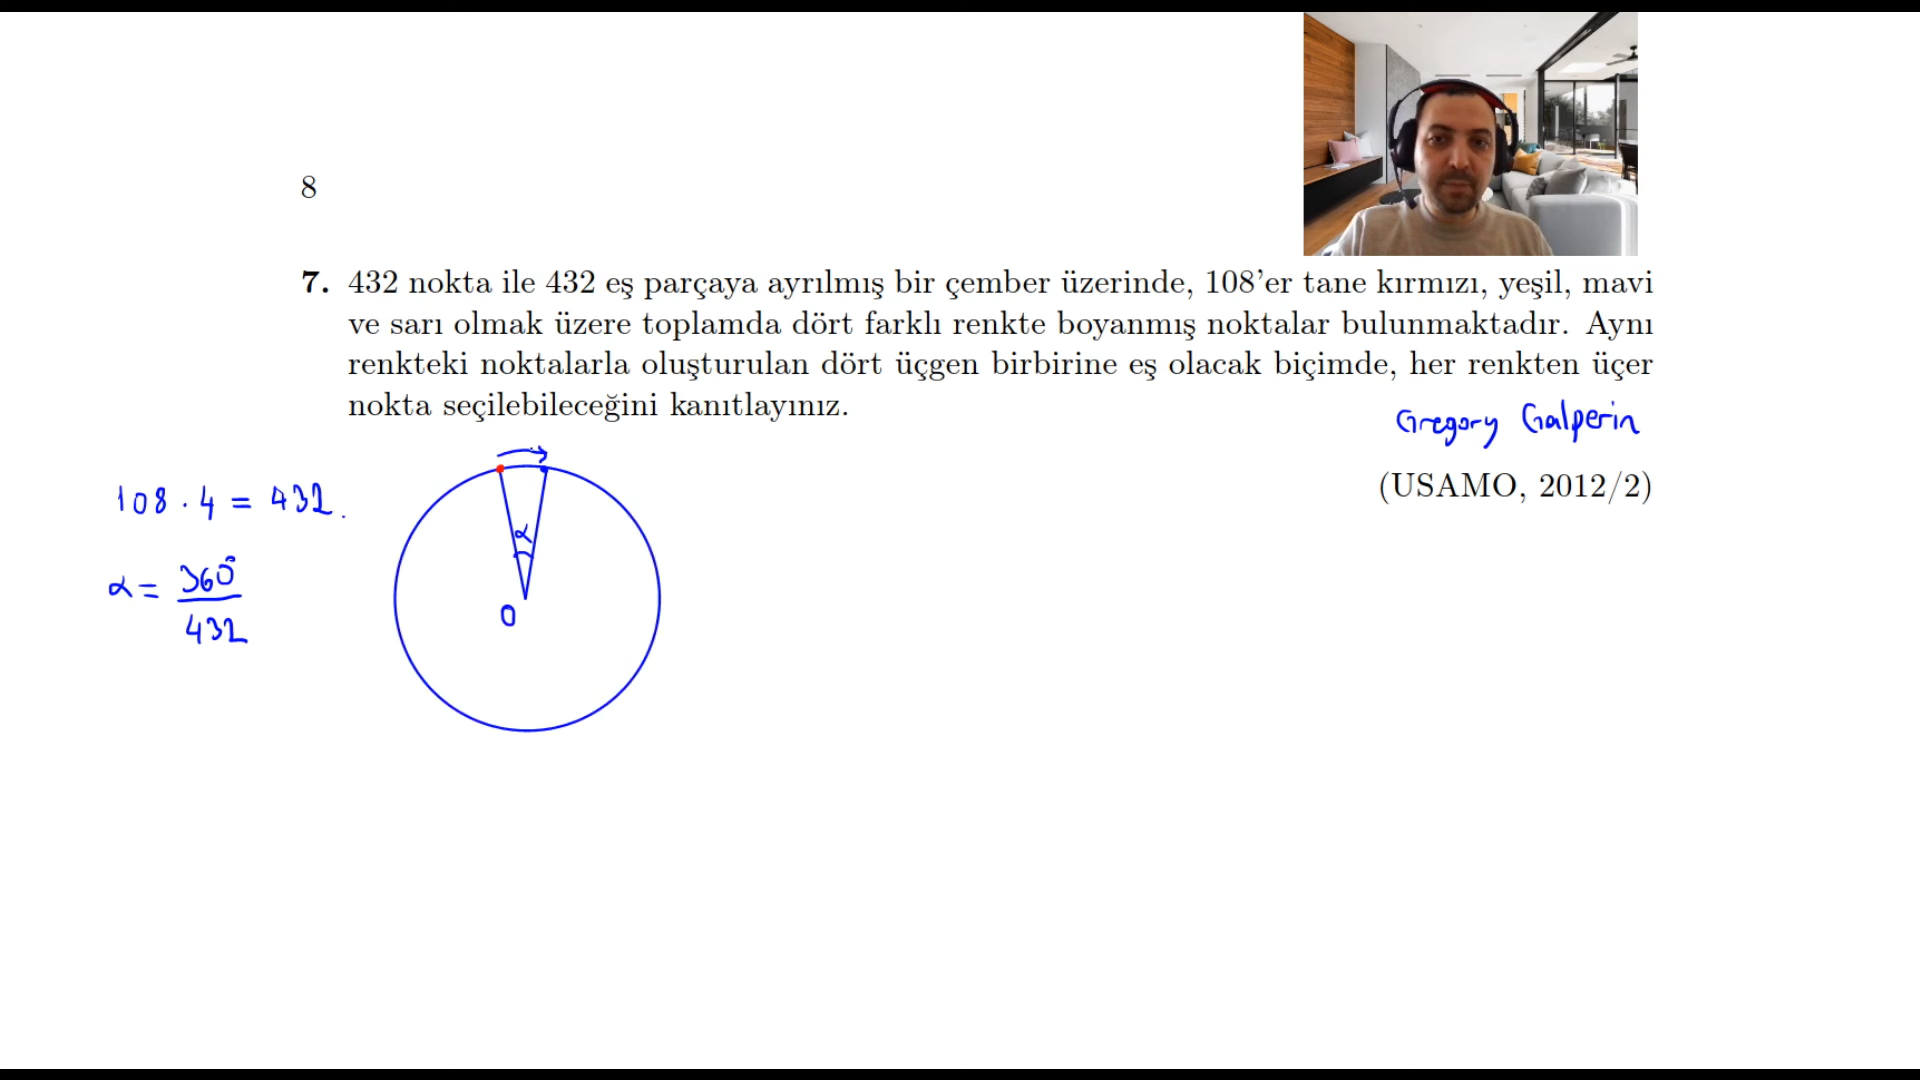 8
7. 432 nokta ile 432 eş parçaya ayrılmış bir çember üzerinde, 108'er tane kırmızı, yeşil, mavi
ve sarı olmak üzere toplamda dört farklı renkte boyanmış noktalar bulunmaktadır. Aynı
renkteki noktalarla oluşturulan dört üçgen birbirine eş olacak biçimde, her renkten üçer
nokta seçilebileceğini kanıtlayınız.
Gregory Galperin
(USAMO, 2012/2)
108 . 4 = 432.
α = 360° / 432
α
O